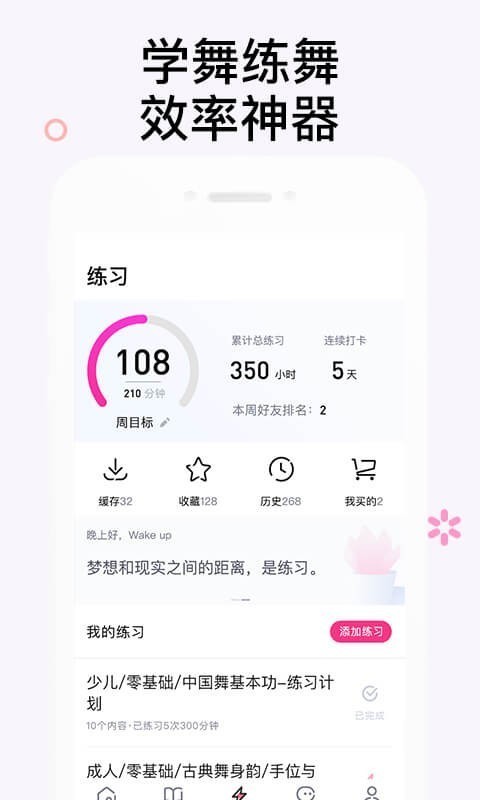 学舞练舞
效率神器
练习
108
210 分钟
周目标
累计总练习
350 小时
连续打卡
5 天
本周好友排名：2
缓存32
收藏128
历史268
我买的2
晚上好，Wake up
梦想和现实之间的距离，是练习。
我的练习
添加练习
少儿/零基础/中国舞基本功-练习计
划
10个内容·已练习5次300分钟
已完成
成人/零基础/古典舞身韵/手位与